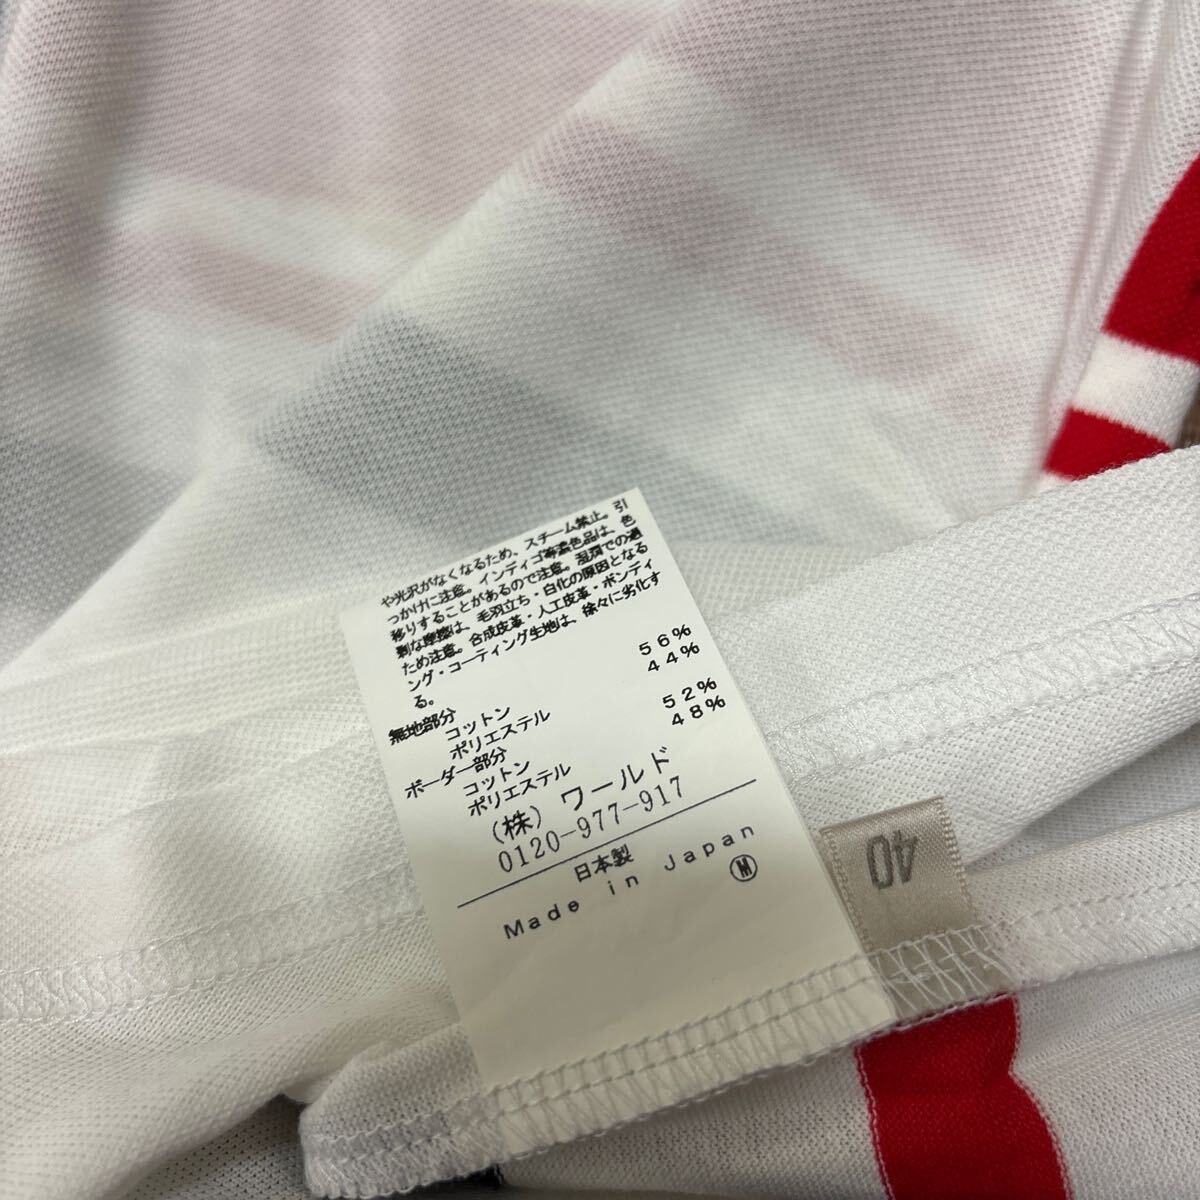 や光沢がなくなるため、スチーム禁止。引
っかけに注意。インディゴ等濃色品は、色
移りすることがあるので注意。湿潤での過
剰な摩擦は、毛羽立ち・白化の原因となる
ため注意。合成皮革・人工皮革・ボンディ
ング・コーティング生地は、徐々に劣化す
る。
無地部分
コットン 56%
ポリエステル 44%
ボーダー部分
コットン 52%
ポリエステル 48%
(株) ワールド
0120-977-917
日本製
Made in Japan
M
40